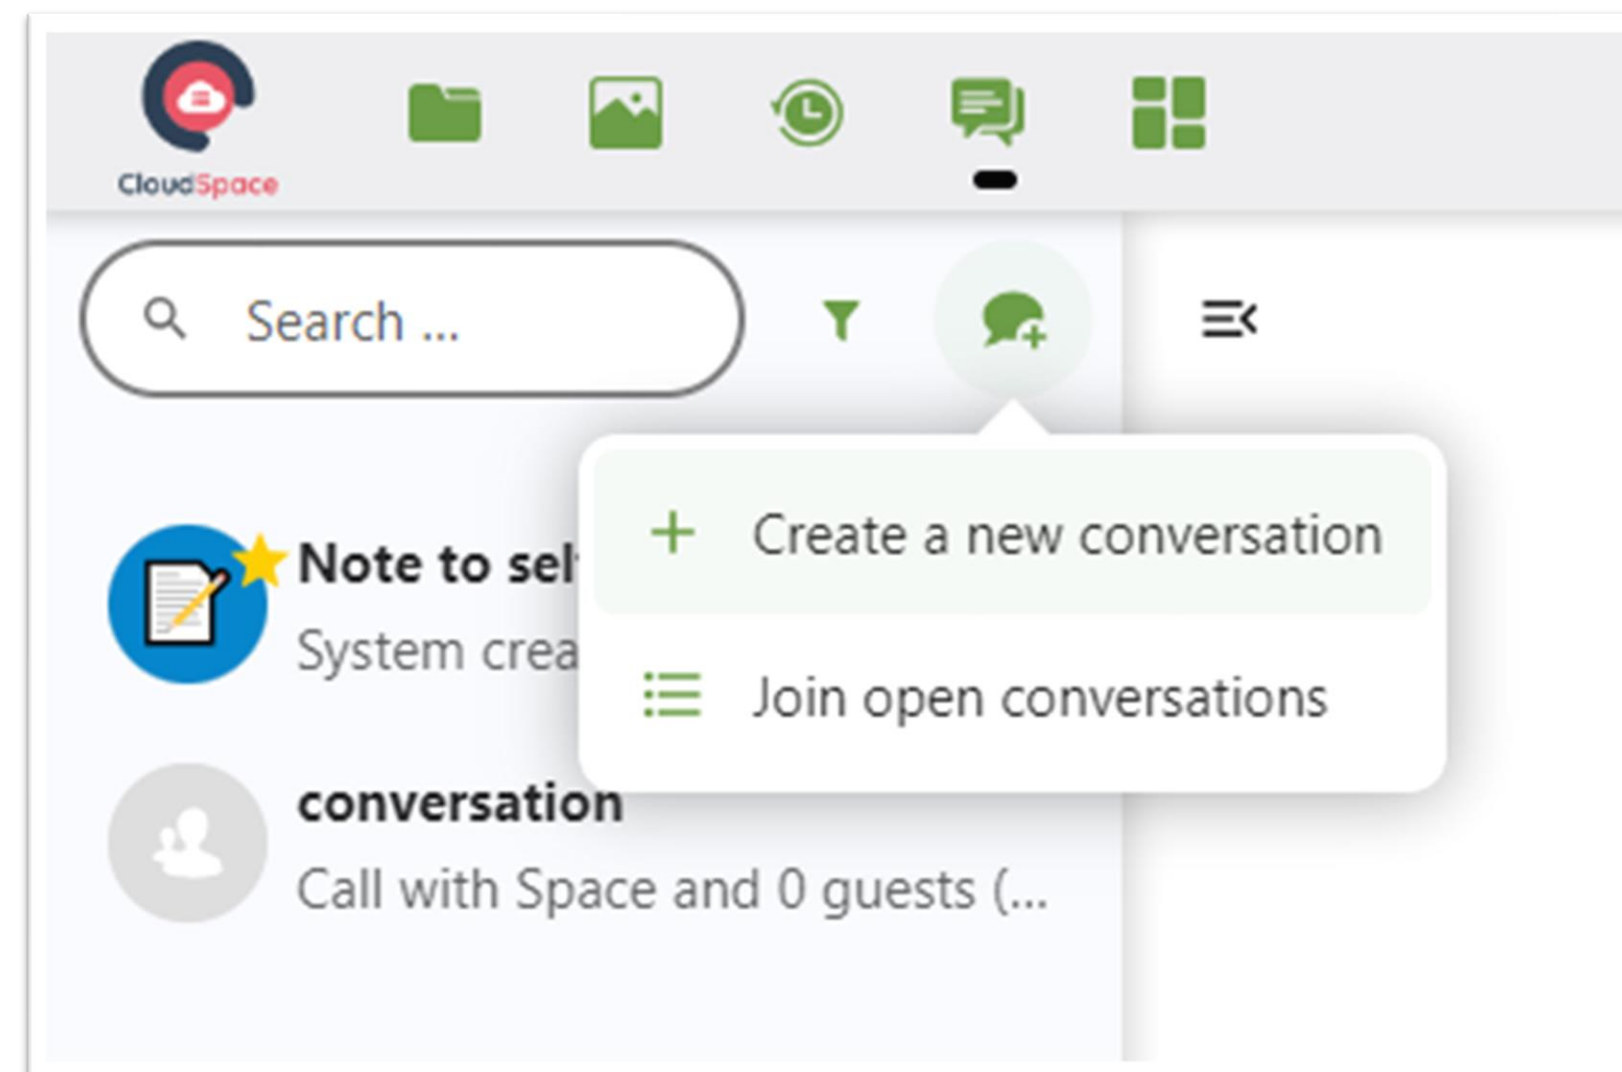 CloudSpace
Search ...
Create a new conversation
Note to sel
System crea
Join open conversations
conversation
Call with Space and 0 guests (...